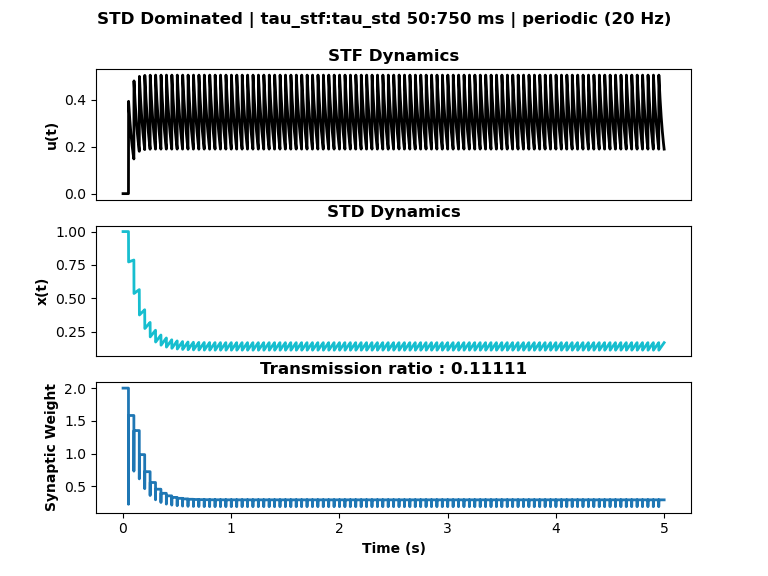 STD Dominated | tau_stf:tau_std 50:750 ms | periodic (20 Hz)
STF Dynamics
0.4
0.2
0.0
u(t)
STD Dynamics
1.00
0.75
0.50
0.25
x(t)
Transmission ratio : 0.11111
2.0
1.5
1.0
0.5
Synaptic Weight
0 1 2 3 4 5
Time (s)